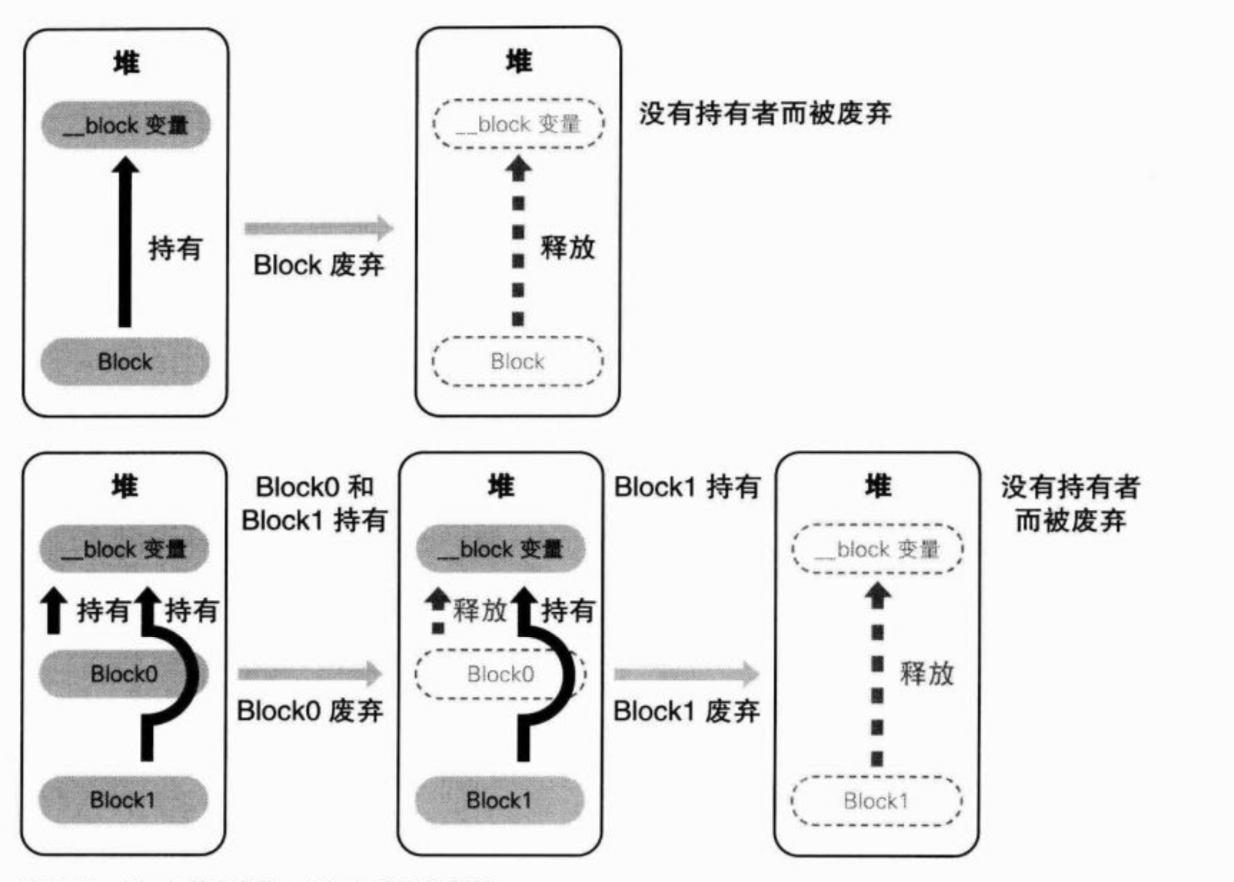 堆
堆
__block 变量
__block 变量
没有持有者而被废弃
持有
Block 废弃
释放
Block
Block
堆
Block0 和
Block1 持有
堆
Block1 持有
堆
没有持有者
而被废弃
__block 变量
__block 变量
__block 变量
持有
持有
释放
持有
Block0
Block0
释放
Block0 废弃
Block1 废弃
Block1
Block1
Block1